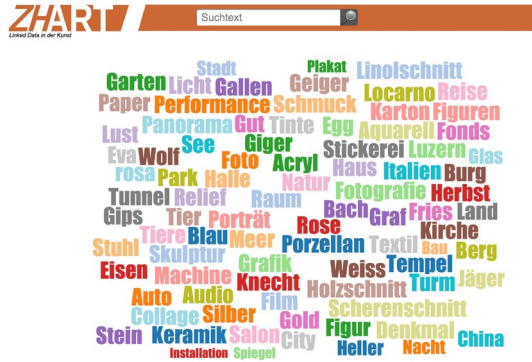 ZHART
Linked Data in der Kunst
Suchtext
Stadt Plakat Linolschnitt
Garten Licht Gallen Geiger Locarno Reise
Paper Performance Schmuck Karton Figuren
Lust Panorama Gut Tinte Egg Aquarell Fonds
Eva Wolf See Giger Stickerei Luzern Glas
rosa Park Halle Foto Acryl Haus Italien Burg
Tunnel Relief Raum Natur Fotografie Herbst
Gips Tier Porträt Rose Bach Graf Fries Land
Tiere Blau Meer Porzellan Textil Kirche Bau Berg
Stuhl Skulptur Grafik Weiss Tempel
Eisen Machine Knecht Holzschnitt Turm Jäger
Auto Audio Film Scherenschnitt
Collage Silber Gold Figur Denkmal China
Stein Keramik Salon City Heller Nacht
Installation Spiegel